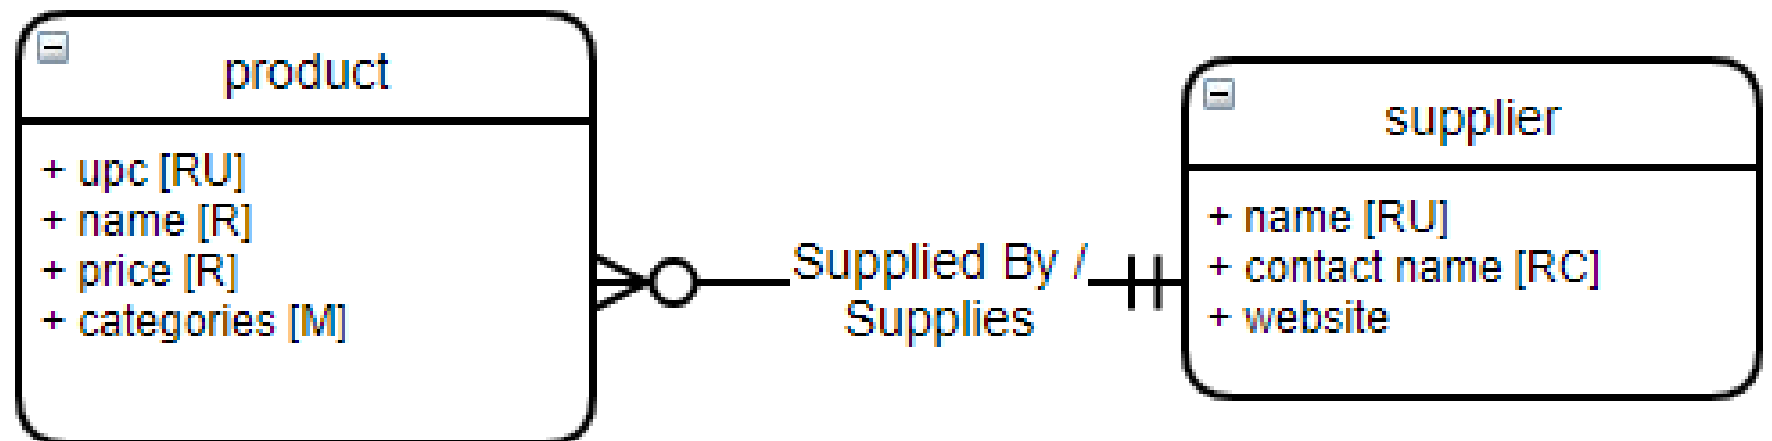 product
+ upc [RU]
+ name [R]
+ price [R]
+ categories [M]
Supplied By /
Supplies
supplier
+ name [RU]
+ contact name [RC]
+ website